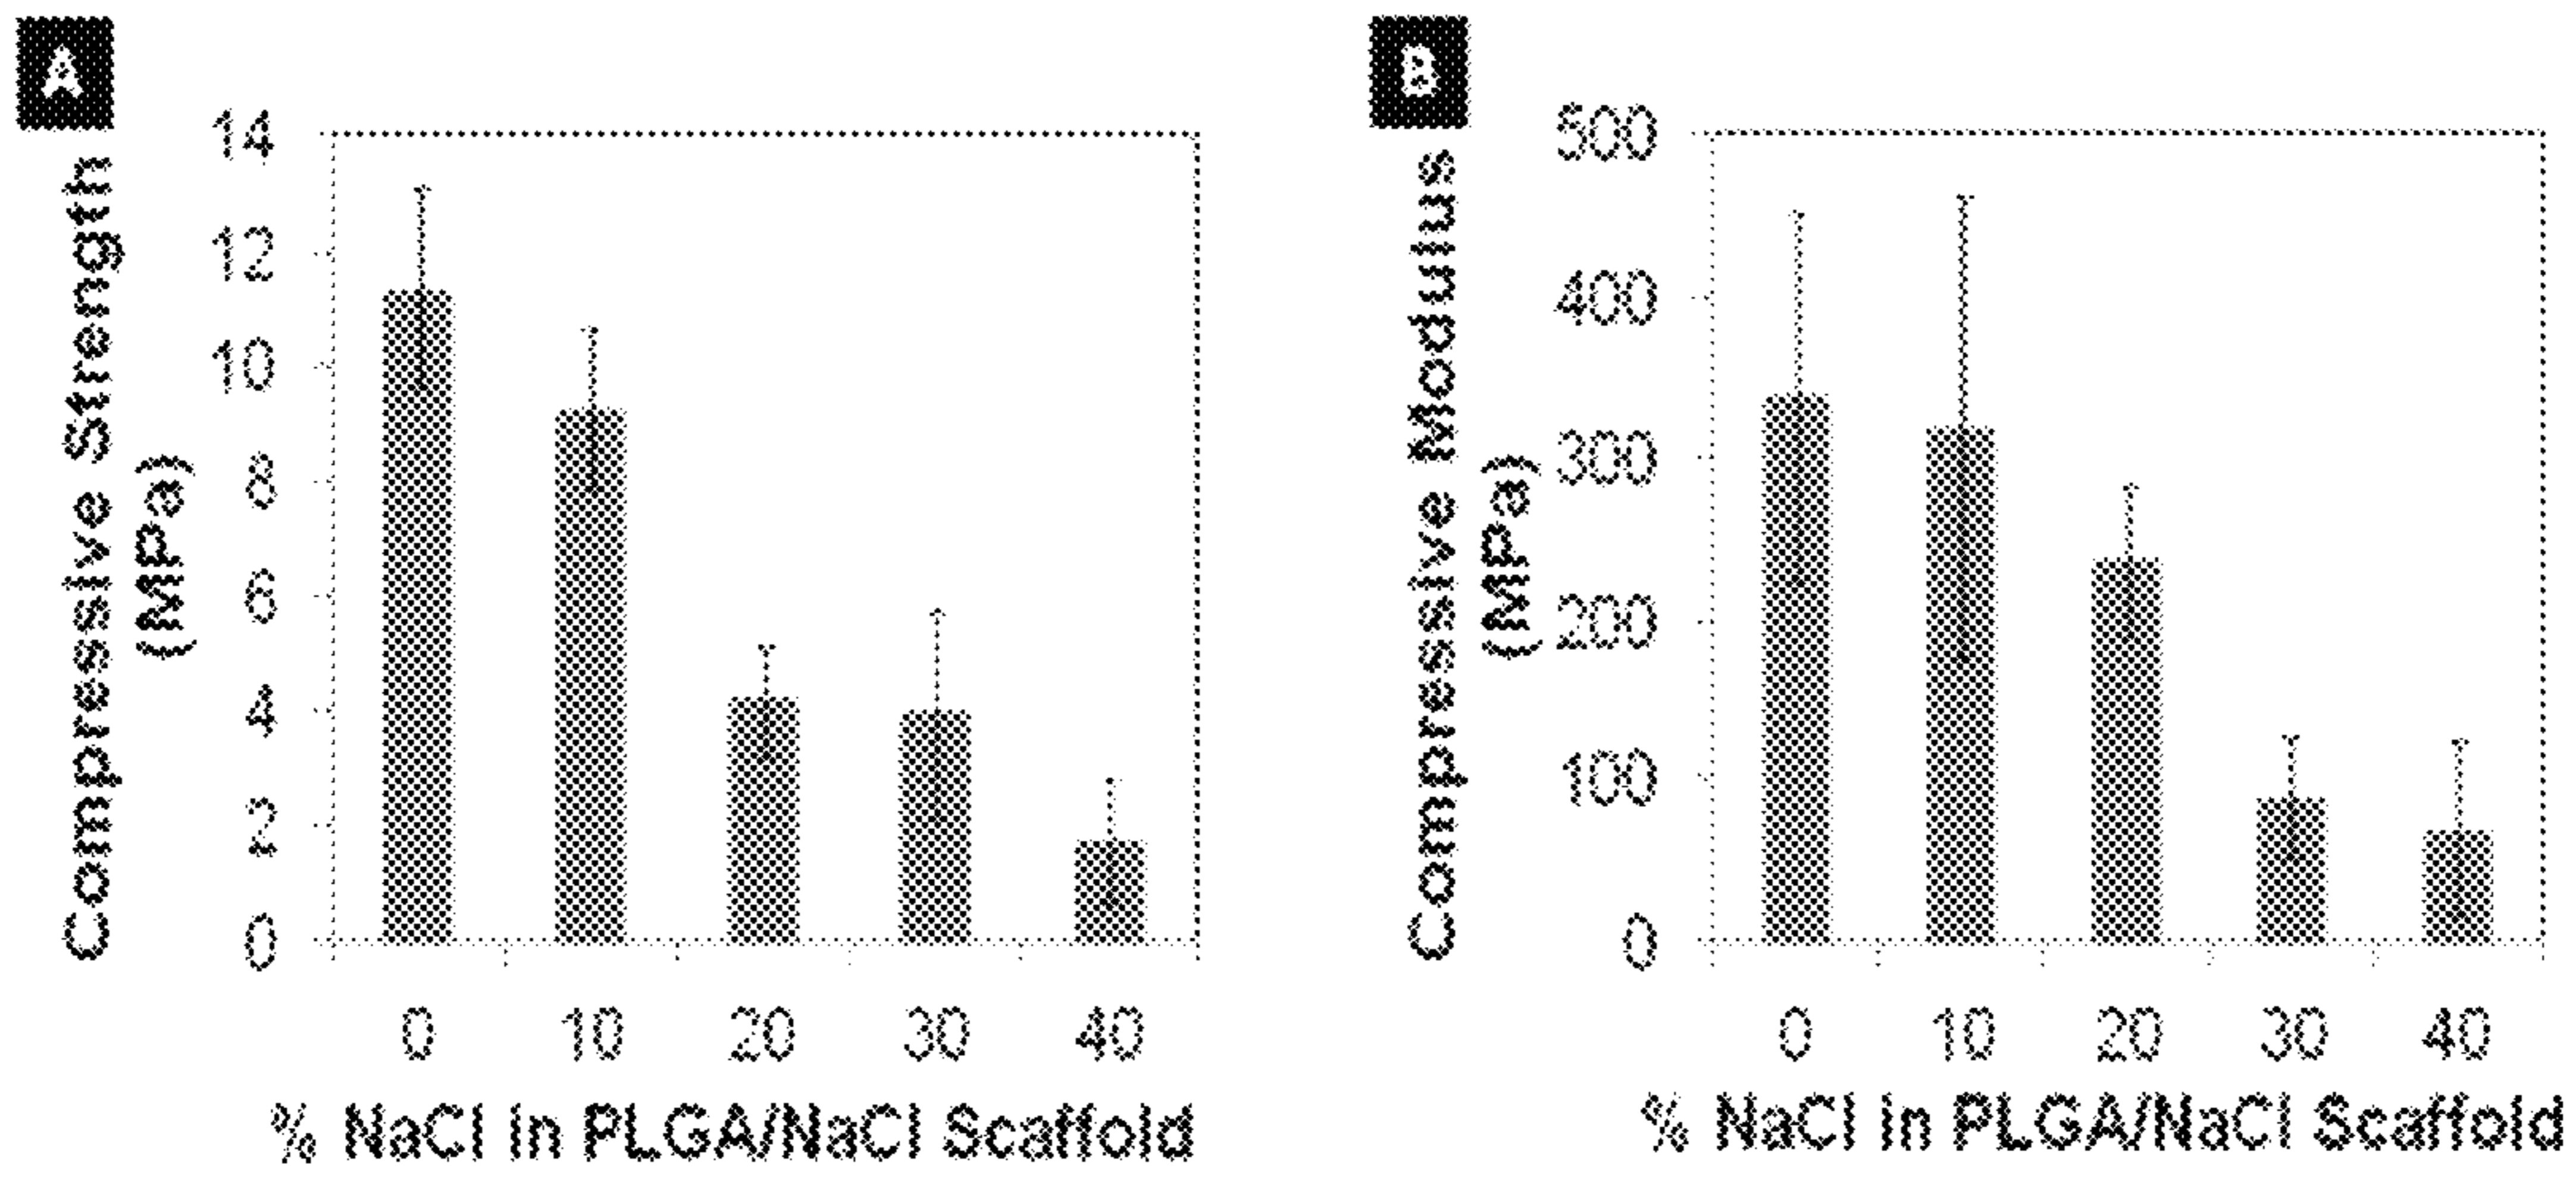 A
Compressive Strength
(MPa)
14
12
10
8
6
4
2
0
0 10 20 30 40
% NaCl in PLGA/NaCl Scaffold
B
Compressive Modulus
(MPa)
500
400
300
200
100
0
0 10 20 30 40
% NaCl in PLGA/NaCl Scaffold